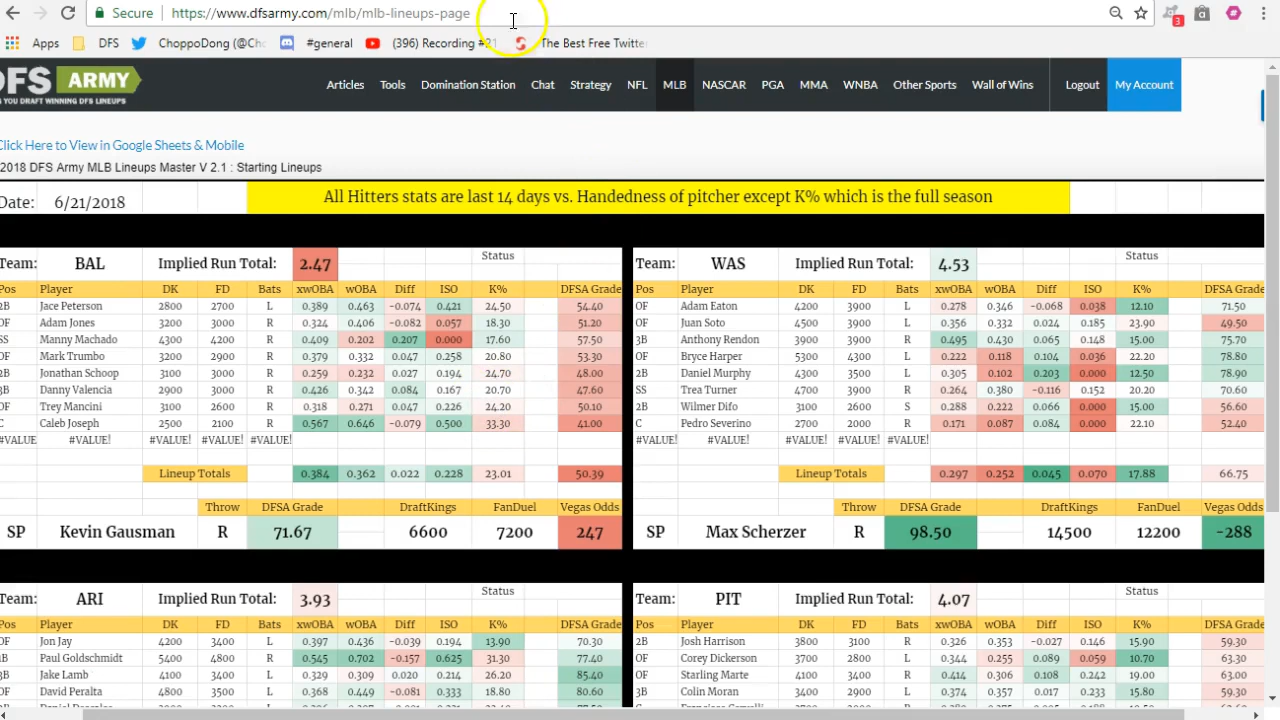 Secure https://www.dfsarmy.com/mlb/mlb-lineups-page 3
Apps DFS ChoppoDong (@Cho #general (396) Recording #21 The Best Free Twitte
DFS ARMY
S YOU DRAFT WINNING DFS LINEUPS
Articles Tools Domination Station Chat Strategy NFL MLB NASCAR PGA MMA WNBA Other Sports Wall of Wins Logout My Account
Click Here to View in Google Sheets & Mobile
2018 DFS Army MLB Lineups Master V 2.1 : Starting Lineups
Date: 6/21/2018 All Hitters stats are last 14 days vs. Handedness of pitcher except K% which is the full season
Team: BAL Implied Run Total: 2.47 Status
Pos Player DK FD Bats xwOBA wOBA Diff ISO K% DFSA Grade
2B Jace Peterson 2800 2700 L 0.389 0.463 -0.074 0.421 24.50 54.40
OF Adam Jones 3200 3000 R 0.324 0.406 -0.082 0.057 18.30 51.20
SS Manny Machado 4300 4200 R 0.409 0.202 0.207 0.000 17.60 57.50
OF Mark Trumbo 3200 2900 R 0.379 0.332 0.047 0.258 20.80 53.30
2B Jonathan Schoop 3100 3000 R 0.259 0.232 0.027 0.194 24.70 48.00
3B Danny Valencia 2900 3000 R 0.426 0.342 0.084 0.167 20.70 47.60
OF Trey Mancini 3100 2600 R 0.318 0.271 0.047 0.226 24.20 50.10
C Caleb Joseph 2500 2100 R 0.567 0.646 -0.079 0.500 33.30 41.00
#VALUE #VALUE! #VALUE! #VALUE! #VALUE!
Lineup Totals 0.384 0.362 0.022 0.228 23.01 50.39
Throw DFSA Grade DraftKings FanDuel Vegas Odds
SP Kevin Gausman R 71.67 6600 7200 247
Team: WAS Implied Run Total: 4.53 Status
Pos Player DK FD Bats xwOBA wOBA Diff ISO K% DFSA Grade
OF Adam Eaton 4200 3900 L 0.278 0.346 -0.068 0.038 12.10 71.50
OF Juan Soto 4500 3900 L 0.356 0.332 0.024 0.185 23.90 49.50
3B Anthony Rendon 3900 3900 R 0.495 0.430 0.065 0.148 15.00 75.70
OF Bryce Harper 5300 4300 L 0.222 0.118 0.104 0.036 22.20 78.80
2B Daniel Murphy 4300 3500 L 0.305 0.102 0.203 0.000 12.50 78.90
SS Trea Turner 4700 3900 R 0.264 0.380 -0.116 0.152 20.20 70.60
2B Wilmer Difo 3100 2600 S 0.288 0.222 0.066 0.000 15.00 56.60
C Pedro Severino 2700 2000 R 0.171 0.087 0.084 0.000 22.10 52.40
#VALUE! #VALUE! #VALUE! #VALUE! #VALUE!
Lineup Totals 0.297 0.252 0.045 0.070 17.88 66.75
Throw DFSA Grade DraftKings FanDuel Vegas Odds
SP Max Scherzer R 98.50 14500 12200 -288
Team: ARI Implied Run Total: 3.93 Status
Pos Player DK FD Bats xwOBA wOBA Diff ISO K% DFSA Grade
OF Jon Jay 4200 3400 L 0.397 0.436 -0.039 0.194 13.90 70.30
1B Paul Goldschmidt 5400 4800 R 0.545 0.702 -0.157 0.625 31.30 77.40
3B Jake Lamb 4100 3400 L 0.329 0.309 0.020 0.214 26.20 85.40
OF David Peralta 4800 3500 L 0.368 0.449 -0.081 0.333 18.80 80.60
Team: PIT Implied Run Total: 4.07 Status
Pos Player DK FD Bats xwOBA wOBA Diff ISO K% DFSA Grade
2B Josh Harrison 3800 3100 R 0.326 0.353 -0.027 0.146 15.90 59.30
OF Corey Dickerson 3700 2800 L 0.344 0.255 0.089 0.059 10.70 63.30
OF Starling Marte 4100 3400 R 0.414 0.306 0.108 0.242 19.00 63.00
3B Colin Moran 3400 2900 L 0.374 0.357 0.017 0.233 15.80 59.30